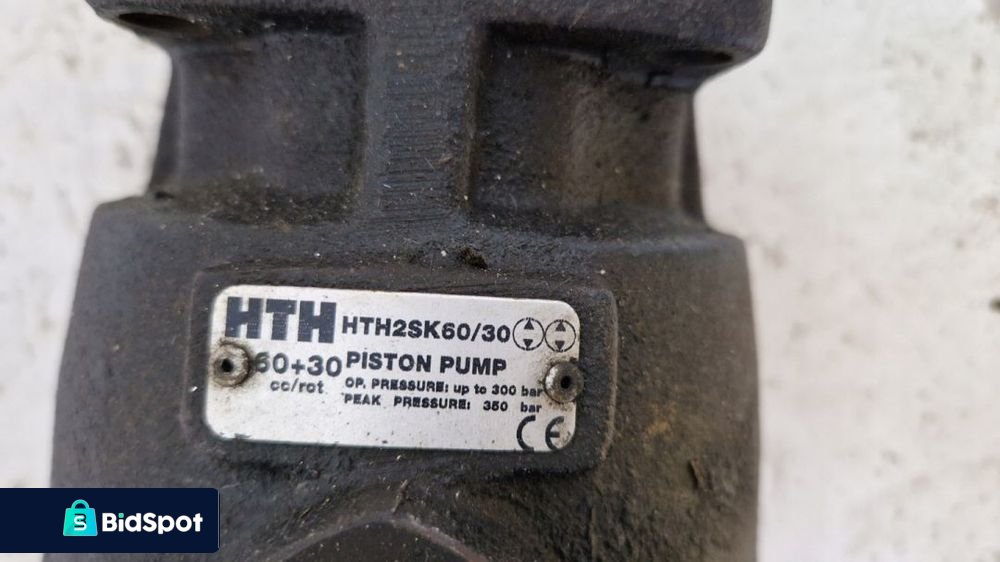 HTH HTH2SK60/30
60+30 PISTON PUMP
cc/rot OP. PRESSURE: up to 300 bar
PEAK PRESSURE: 350 bar
CE
BidSpot